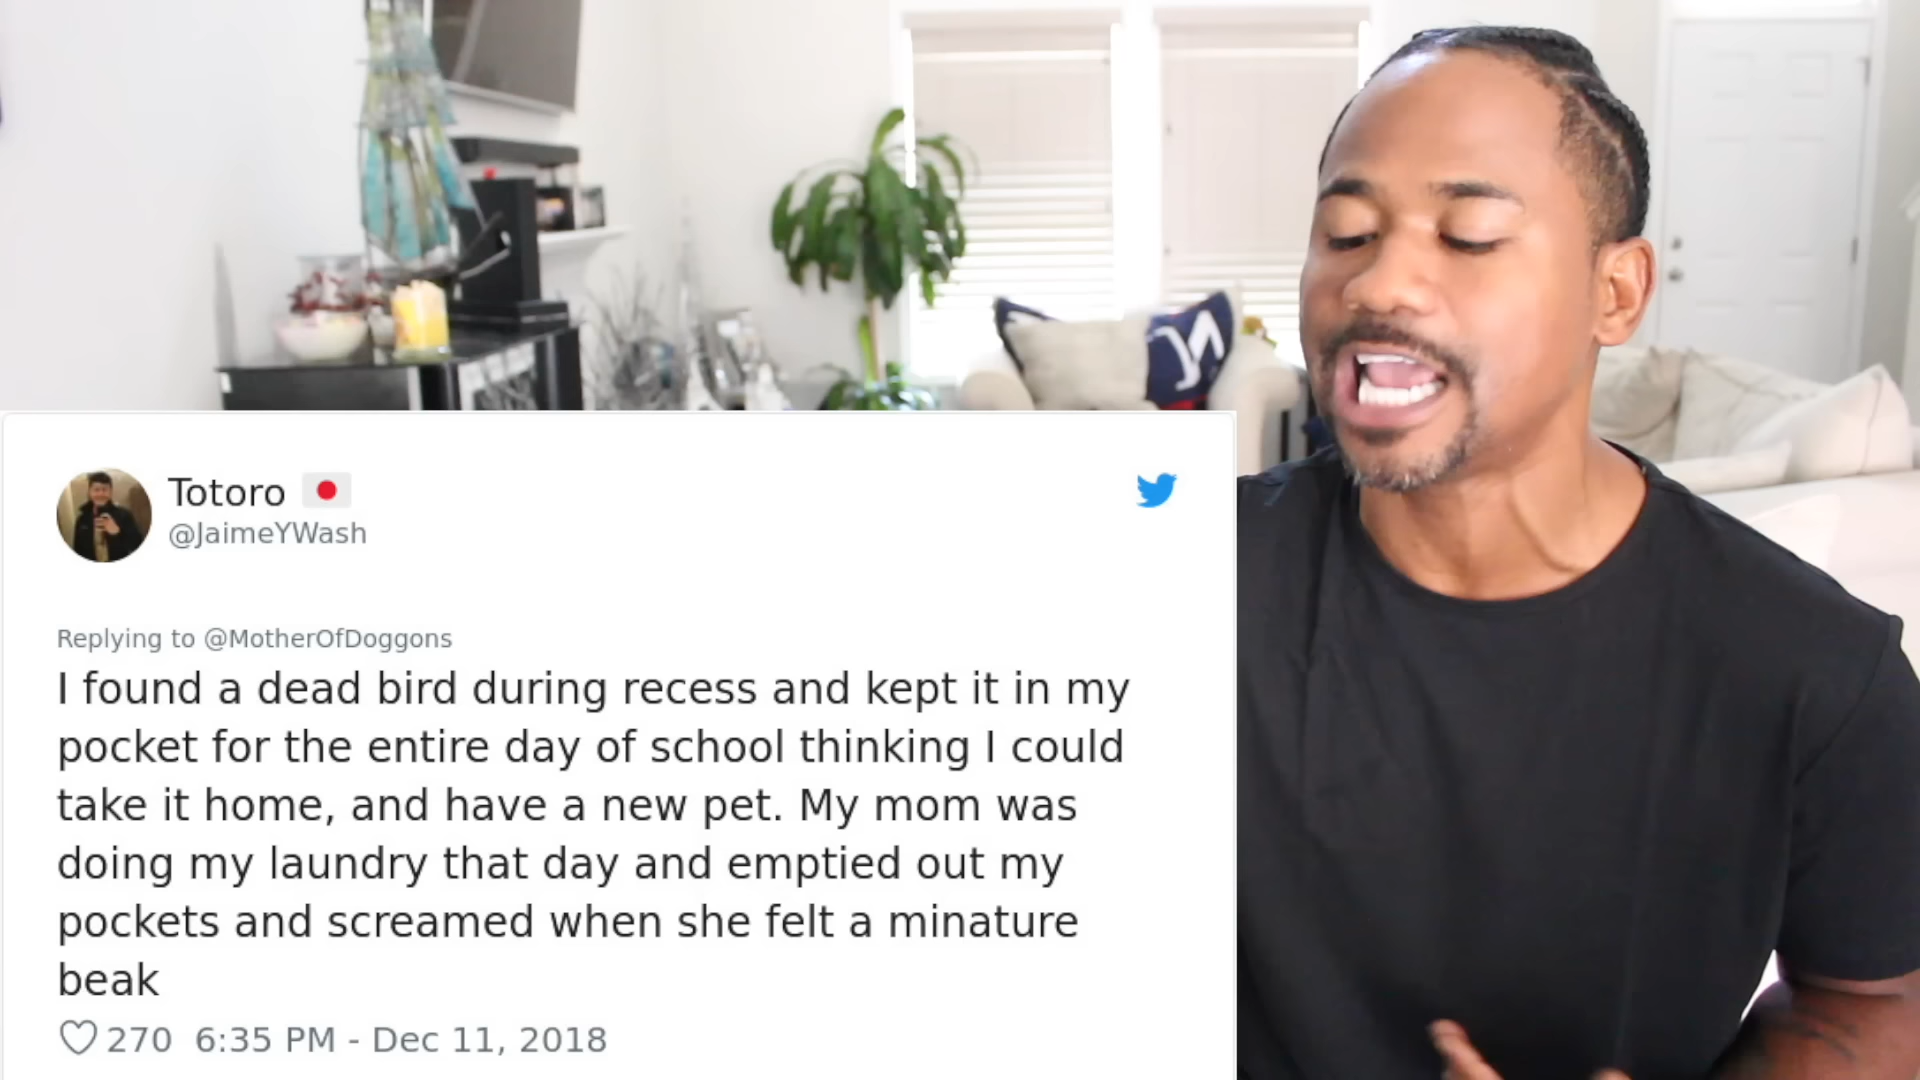 Totoro
@JaimeYWash
Replying to @MotherOfDoggons
I found a dead bird during recess and kept it in my
pocket for the entire day of school thinking I could
take it home, and have a new pet. My mom was
doing my laundry that day and emptied out my
pockets and screamed when she felt a minature
beak
270 6:35 PM - Dec 11, 2018